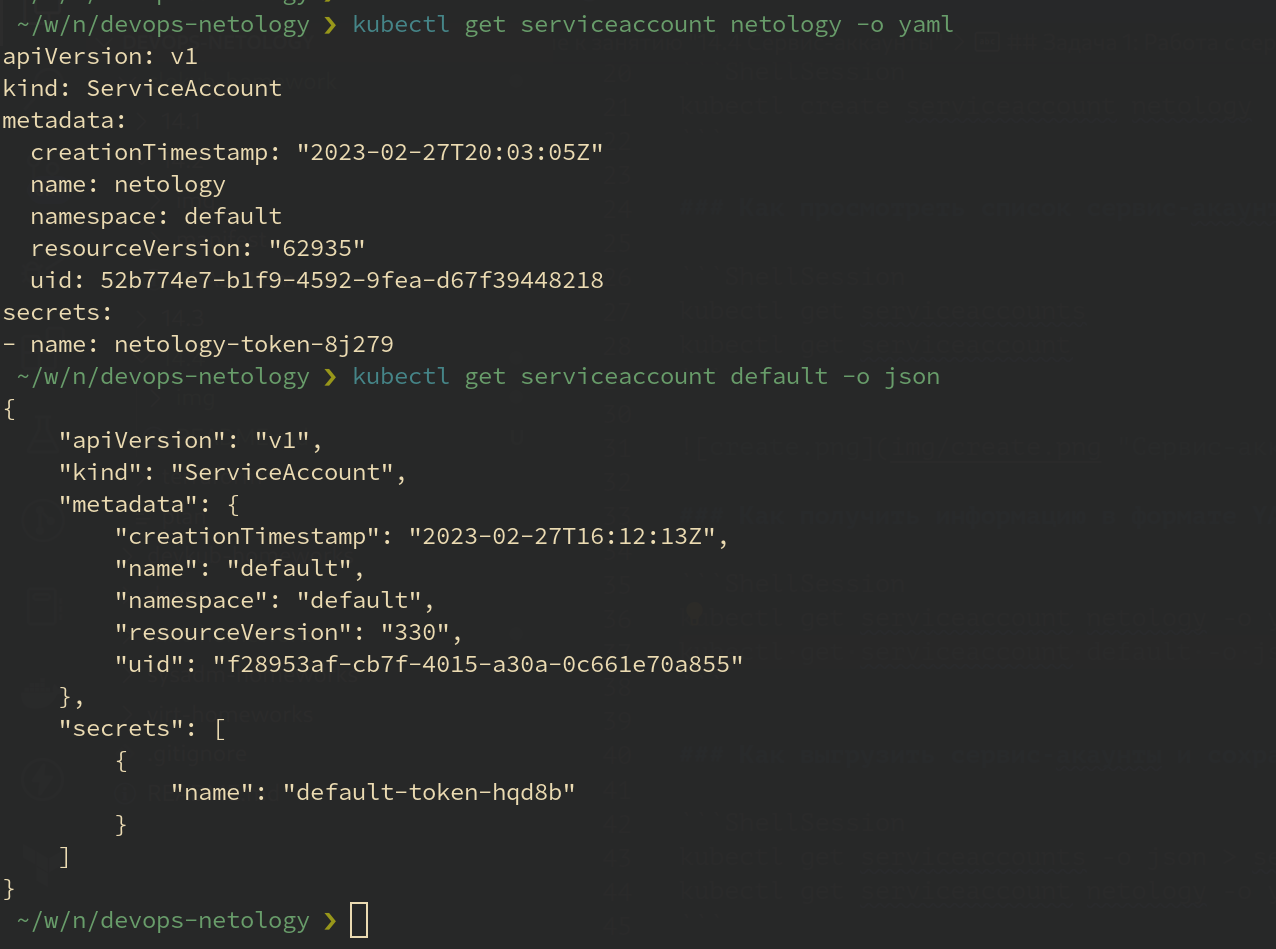 ~/w/n/devops-netology ❯ kubectl get serviceaccount netology -o yaml
apiVersion: v1
kind: ServiceAccount
metadata:
  creationTimestamp: "2023-02-27T20:03:05Z"
  name: netology
  namespace: default
  resourceVersion: "62935"
  uid: 52b774e7-b1f9-4592-9fea-d67f39448218
secrets:
- name: netology-token-8j279
~/w/n/devops-netology ❯ kubectl get serviceaccount default -o json
{
    "apiVersion": "v1",
    "kind": "ServiceAccount",
    "metadata": {
        "creationTimestamp": "2023-02-27T16:12:13Z",
        "name": "default",
        "namespace": "default",
        "resourceVersion": "330",
        "uid": "f28953af-cb7f-4015-a30a-0c661e70a855"
    },
    "secrets": [
        {
            "name": "default-token-hqd8b"
        }
    ]
}
~/w/n/devops-netology ❯